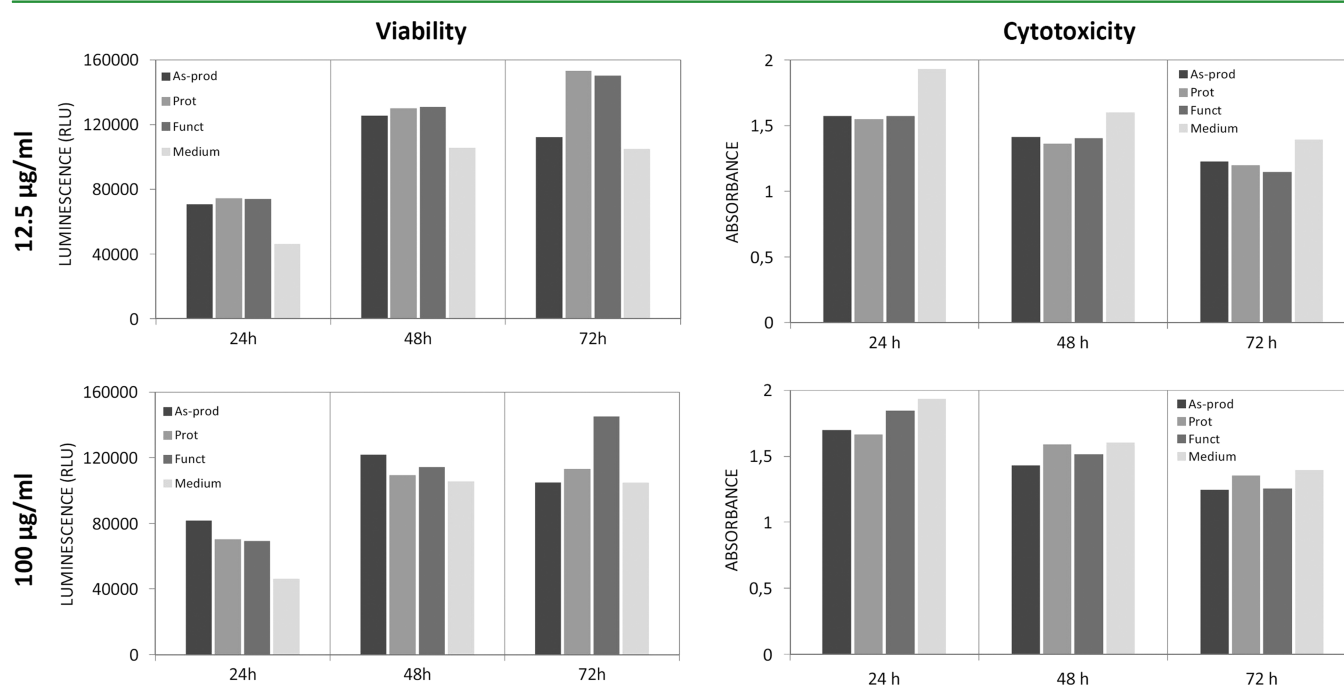 Viability
Cytotoxicity
12.5 µg/ml
LUMINESCENCE (RLU)
160000
120000
80000
40000
0
As-prod
Prot
Funct
Medium
24h
48h
72h
ABSORBANCE
2
1,5
1
0,5
0
As-prod
Prot
Funct
Medium
24 h
48 h
72 h
100 µg/ml
LUMINESCENCE (RLU)
160000
120000
80000
40000
0
As-prod
Prot
Funct
Medium
24h
48h
72h
ABSORBANCE
2
1,5
1
0,5
0
As-prod
Prot
Funct
Medium
24 h
48 h
72 h